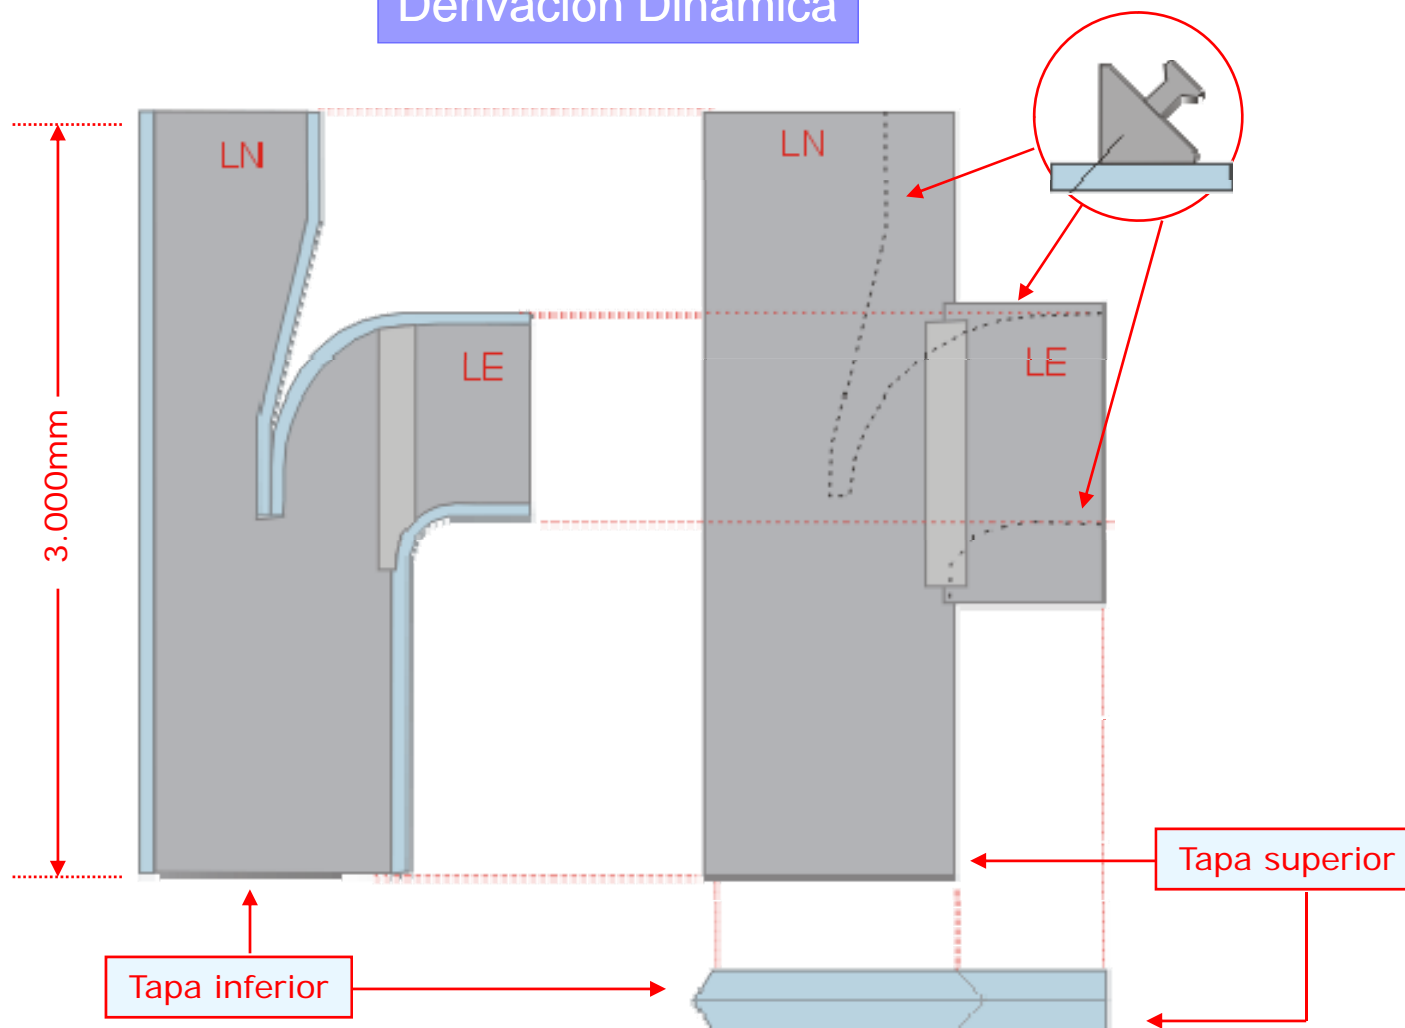 Derivación Dinámica
LN
LN
LE
LE
3.000mm
Tapa superior
Tapa inferior